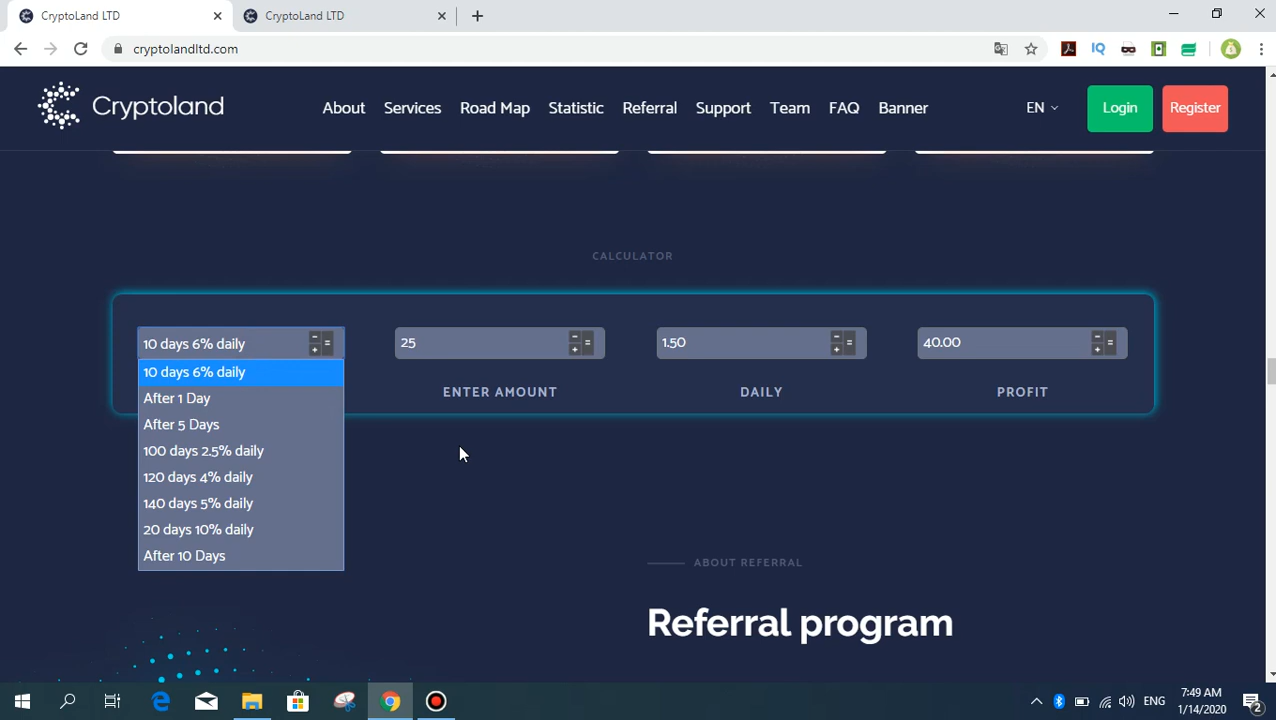 CryptoLand LTD
CryptoLand LTD
cryptolandltd.com
Cryptoland
About Services Road Map Statistic Referral Support Team FAQ Banner
EN
Login
Register
CALCULATOR
10 days 6% daily
25
1.50
40.00
10 days 6% daily
After 1 Day
After 5 Days
100 days 2.5% daily
120 days 4% daily
140 days 5% daily
20 days 10% daily
After 10 Days
ENTER AMOUNT
DAILY
PROFIT
ABOUT REFERRAL
Referral program
IQ
ENG
7:49 AM
1/14/2020
2